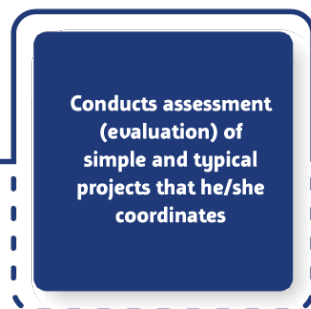 Conducts assessment
(evaluation) of
simple and typical
projects that he/she
coordinates